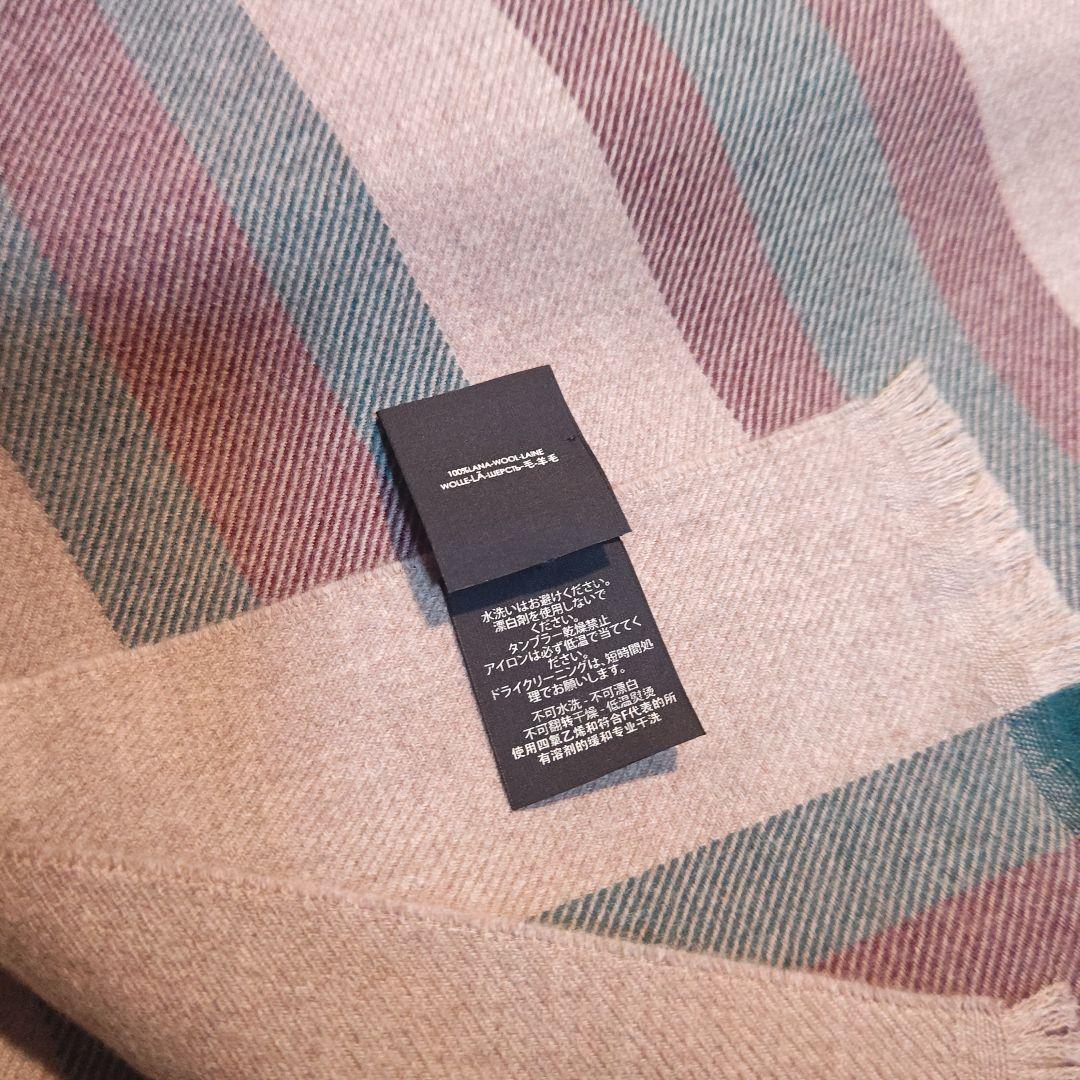 100%LANA-WOOL-LAINE
WOLLE-LÃ-ШЕРСТЬ-毛-羊毛
水洗いはお避けください。
漂白剤を使用しないで
ください。
タンブラー乾燥禁止
アイロンは必ず低温で当ててく
ださい。
ドライクリーニングは、短時間処
理でお願いします。
不可水洗 - 不可漂白
不可翻转干燥 - 低温熨烫
使用四氯乙烯和符合F代表的所
有溶剂的缓和专业干洗